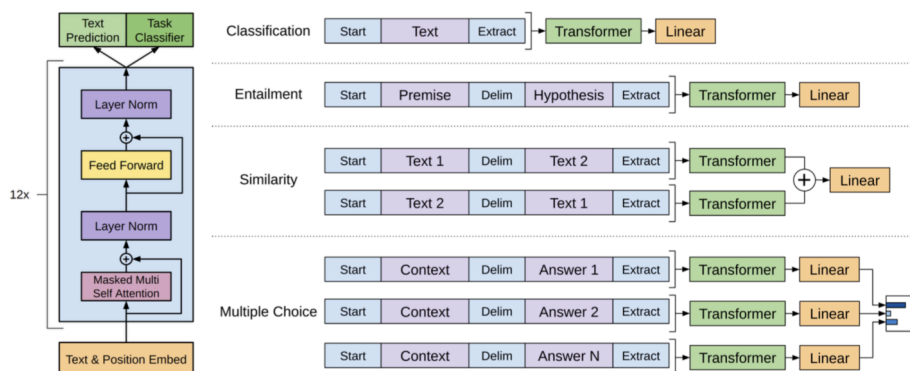 Text
Prediction
Task
Classifier
Layer Norm
+
Feed Forward
12x
Layer Norm
+
Masked Multi
Self Attention
Text & Position Embed
Classification Start Text Extract Transformer Linear
Entailment Start Premise Delim Hypothesis Extract Transformer Linear
Similarity
Start Text 1 Delim Text 2 Extract Transformer
+ Linear
Start Text 2 Delim Text 1 Extract Transformer
Multiple Choice
Start Context Delim Answer 1 Extract Transformer Linear
Start Context Delim Answer 2 Extract Transformer Linear
Start Context Delim Answer N Extract Transformer Linear